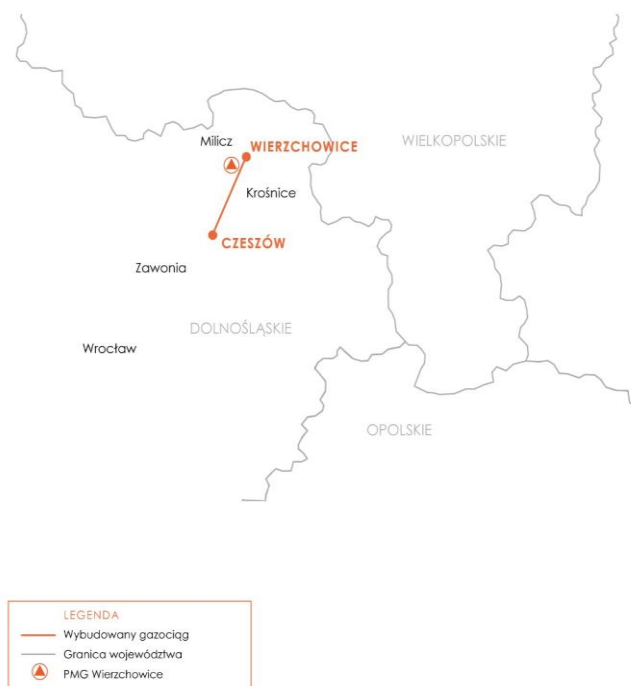 Milicz
WIERZCHOWICE
WIELKOPOLSKIE
Krośnice
CZESZÓW
Zawonia
DOLNOŚLĄSKIE
Wrocław
OPOLSKIE
LEGENDA
Wybudowany gazociąg
Granica województwa
PMG Wierzchowice